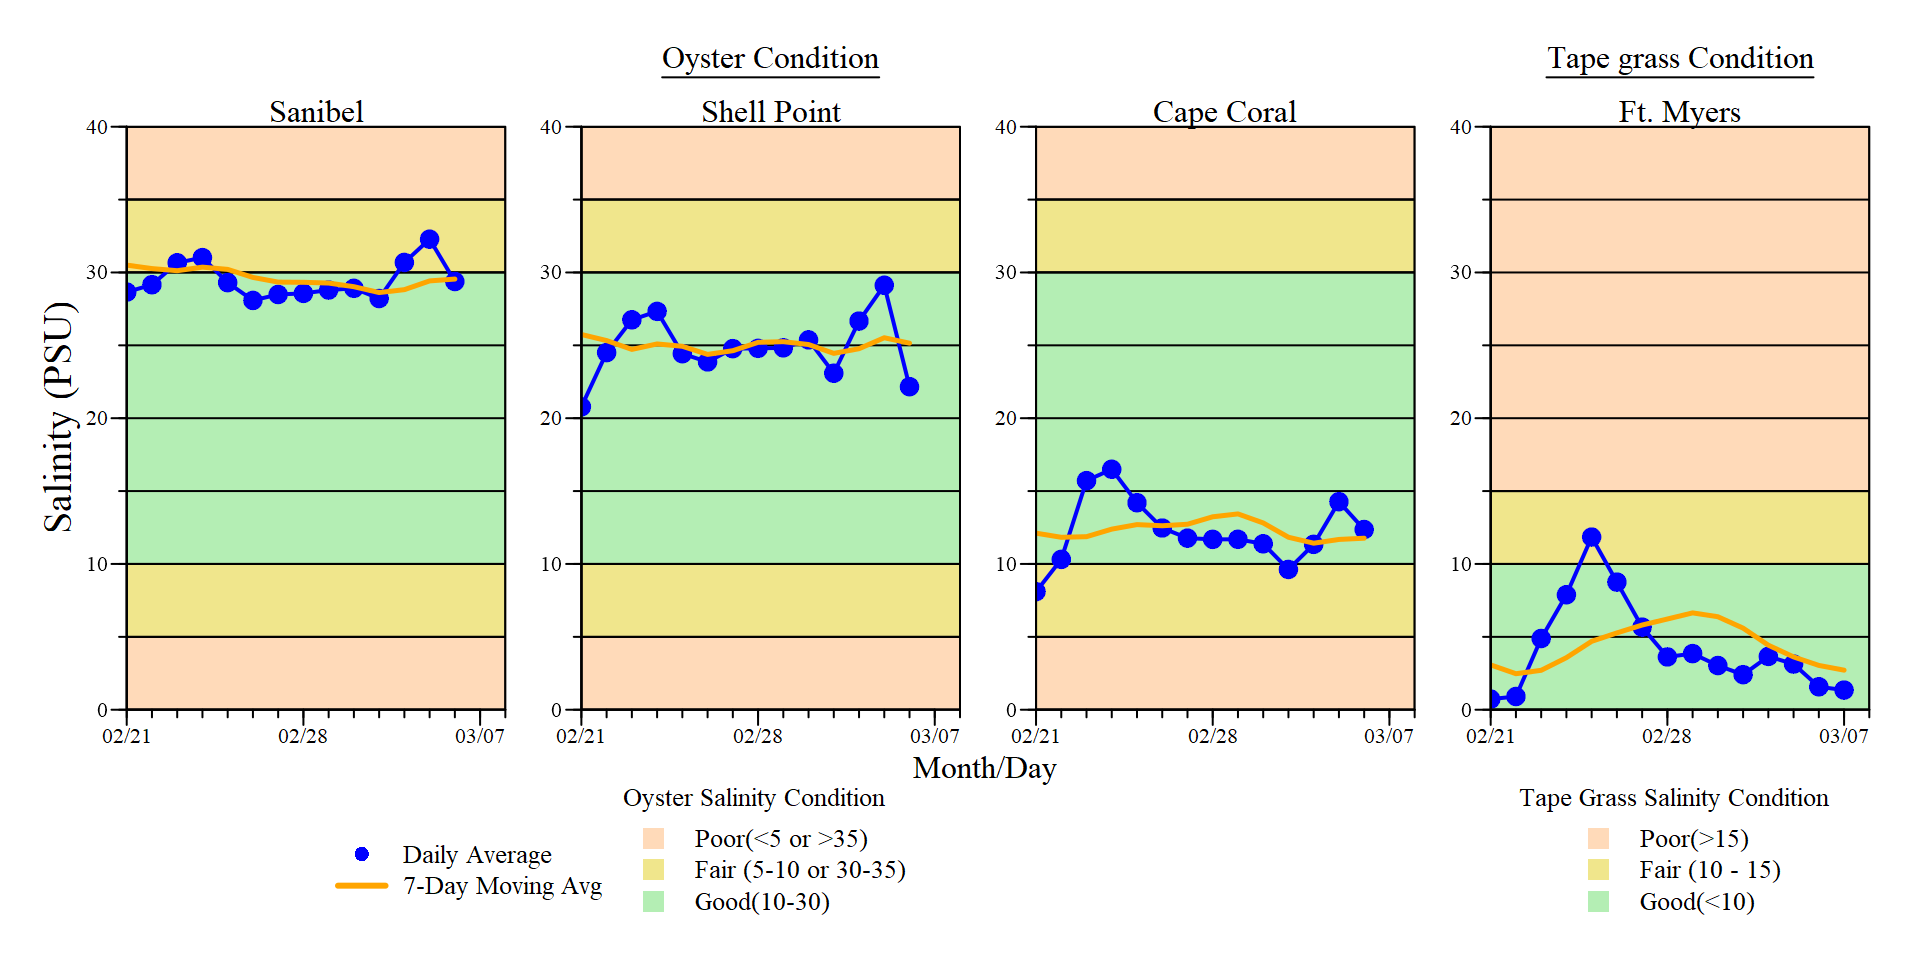 Oyster Condition
Tape grass Condition
Sanibel
Shell Point
Cape Coral
Ft. Myers
Salinity (PSU)
40
30
20
10
0
02/21
02/28
03/07
40
30
20
10
0
02/21
02/28
03/07
40
30
20
10
0
02/21
02/28
03/07
40
30
20
10
0
02/21
02/28
03/07
Month/Day
Daily Average
7-Day Moving Avg
Oyster Salinity Condition
Poor(<5 or >35)
Fair (5-10 or 30-35)
Good(10-30)
Tape Grass Salinity Condition
Poor(>15)
Fair (10 - 15)
Good(<10)